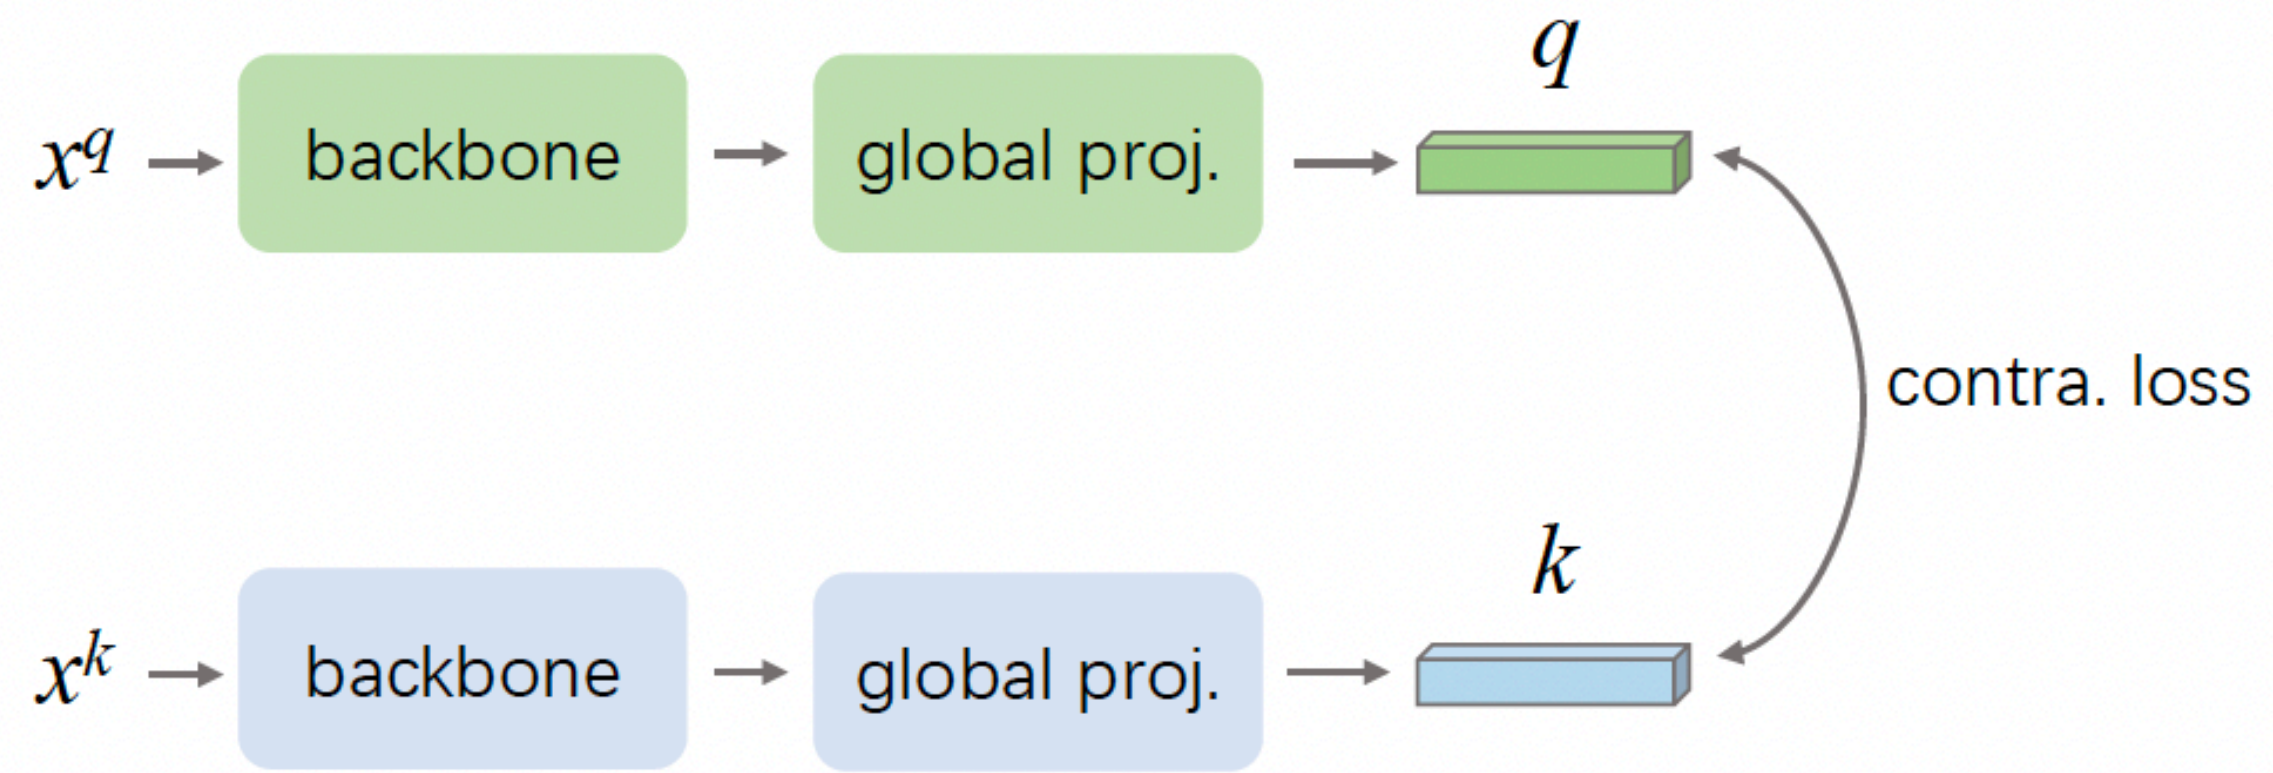 q
x^q backbone global proj.
contra. loss
k
x^k backbone global proj.